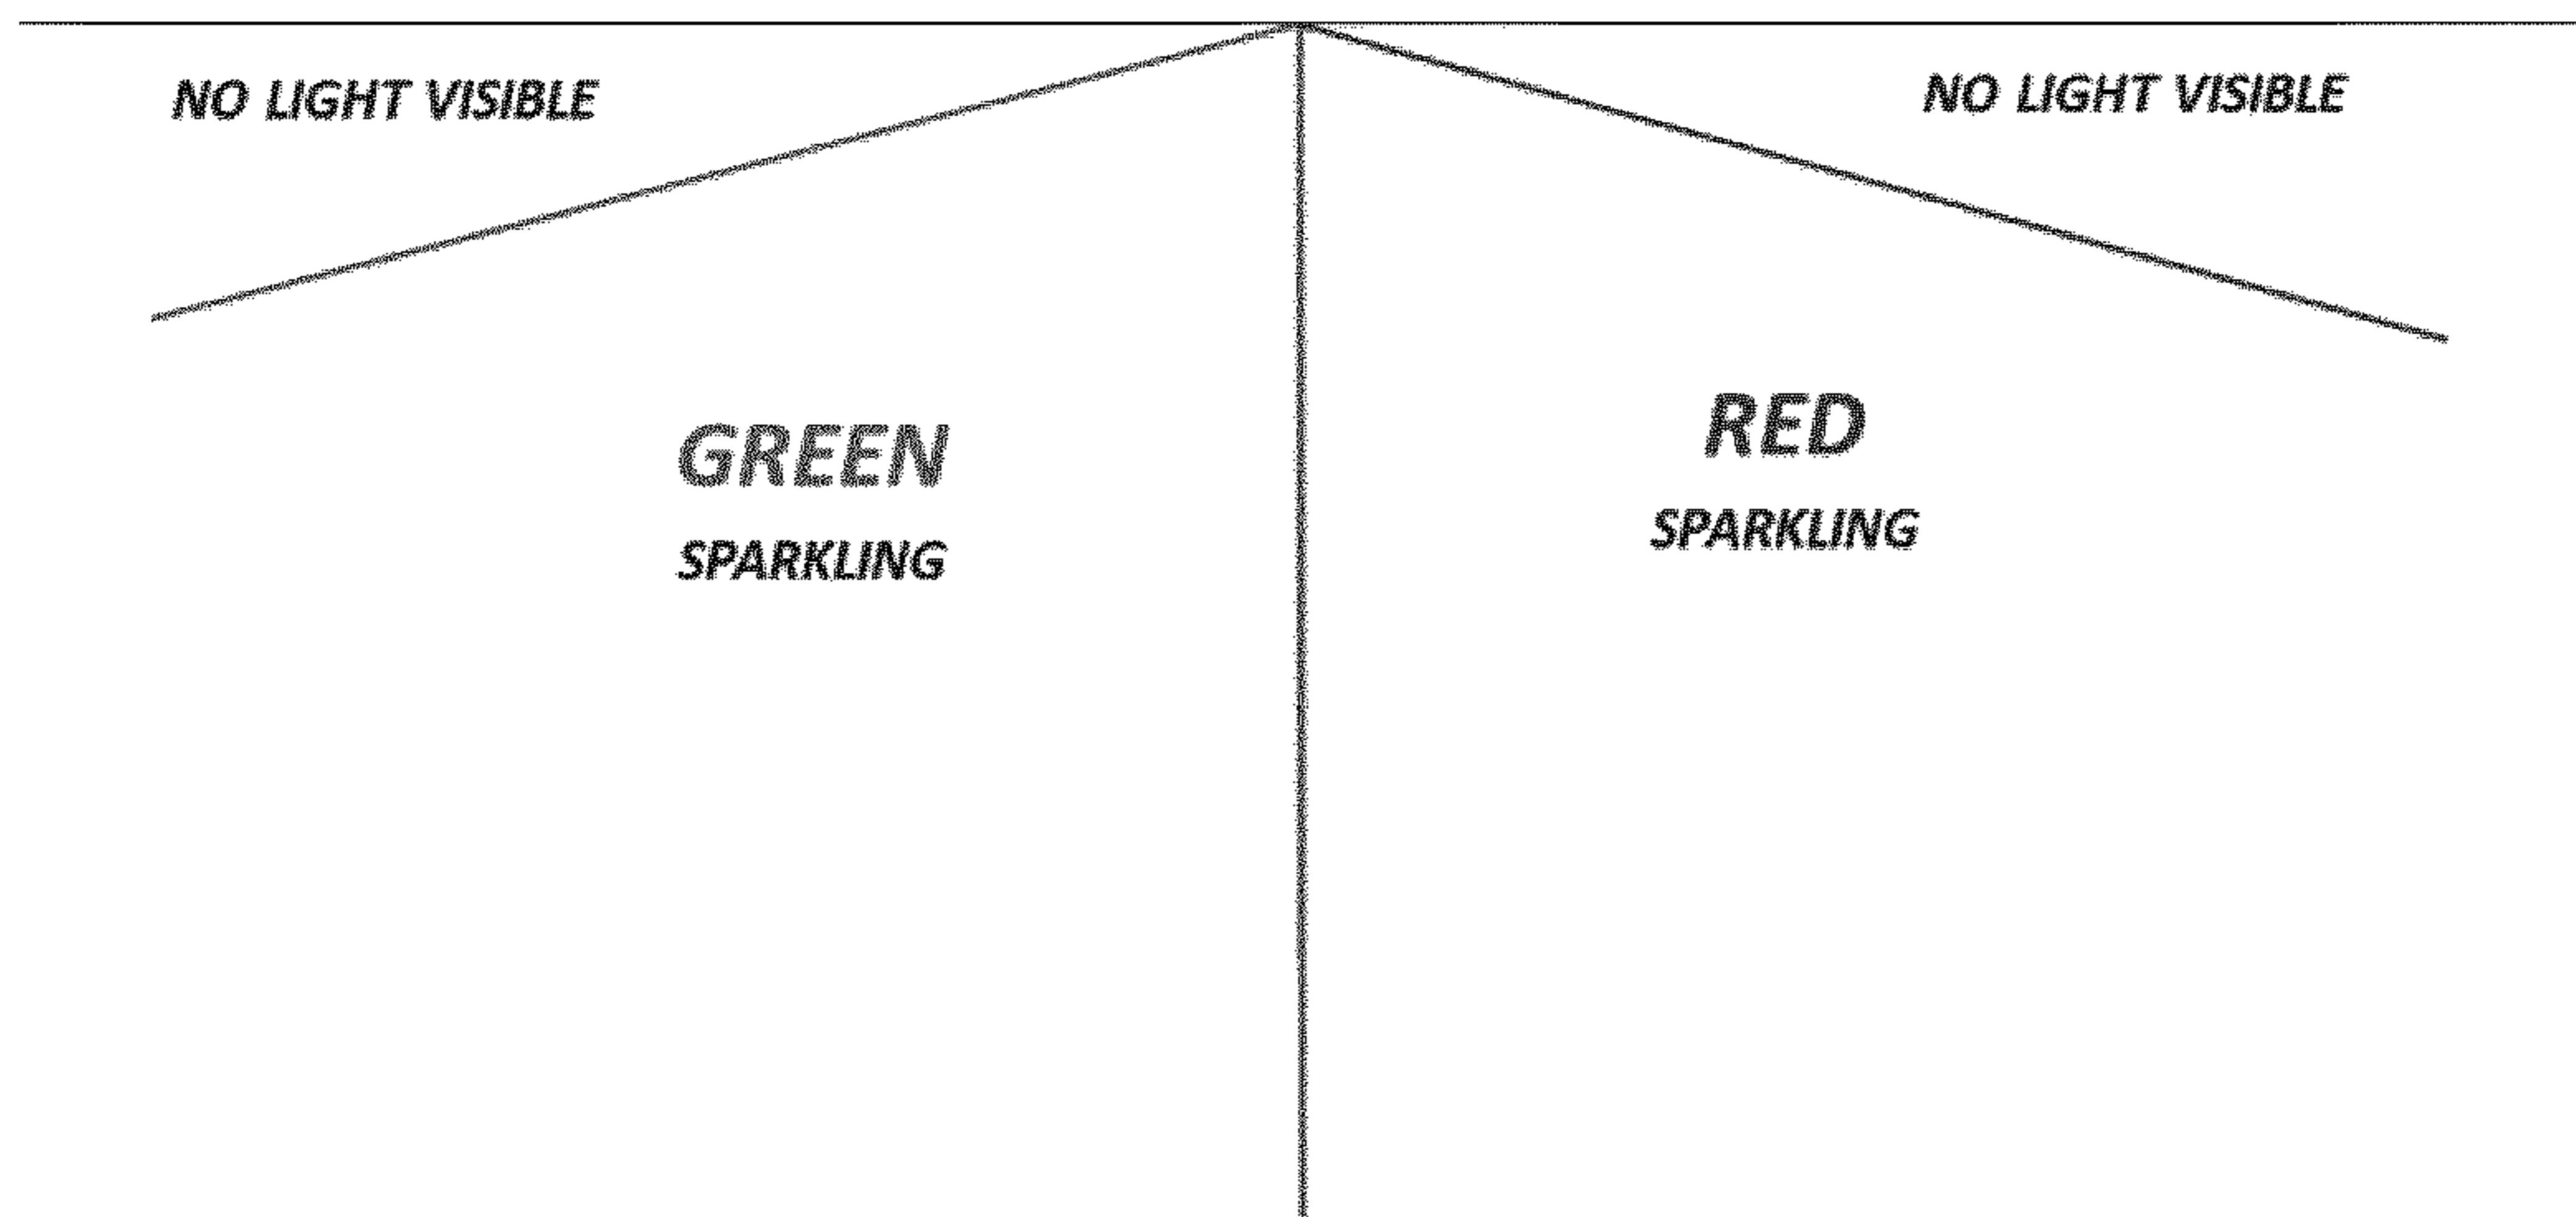 NO LIGHT VISIBLE
NO LIGHT VISIBLE
GREEN
SPARKLING
RED
SPARKLING